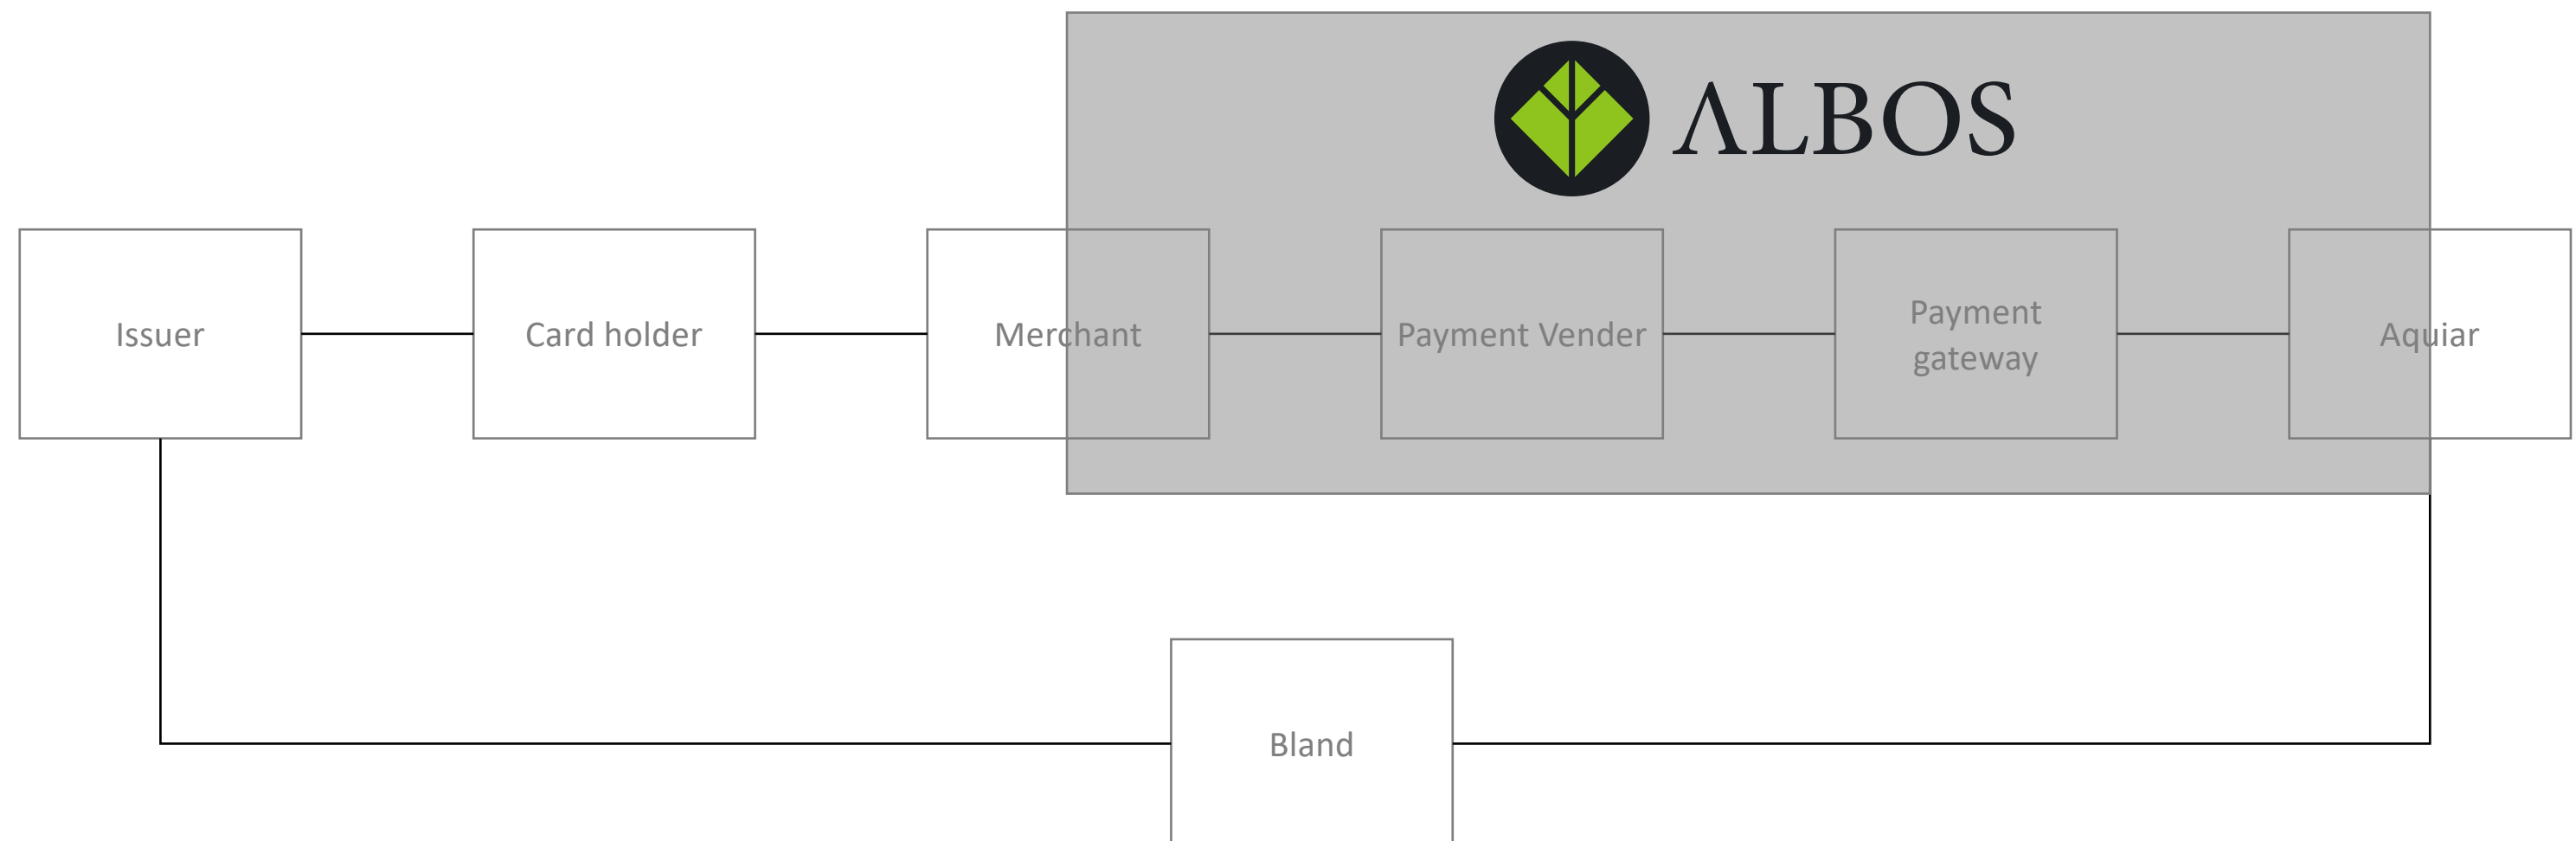 ALBOS
Issuer
Card holder
Merchant
Payment Vender
Payment
gateway
Aquiar
Bland